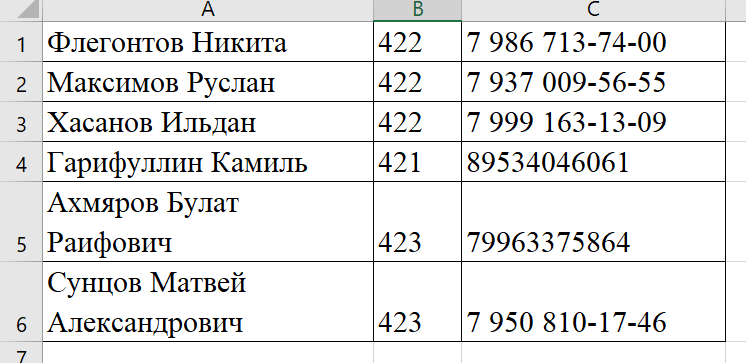 A B C
1 Флегонтов Никита 422 7 986 713-74-00
2 Максимов Руслан 422 7 937 009-56-55
3 Хасанов Ильдан 422 7 999 163-13-09
4 Гарифуллин Камиль 421 89534046061
Ахмяров Булат
5 Раифович 423 79963375864
Сунцов Матвей
6 Александрович 423 7 950 810-17-46
7